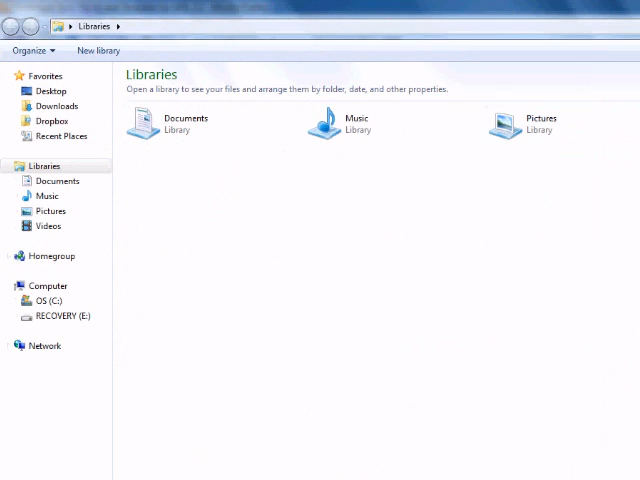 Libraries
Organize
New library
Favorites
Desktop
Downloads
Dropbox
Recent Places
Libraries
Documents
Music
Pictures
Videos
Homegroup
Computer
OS (C:)
RECOVERY (E:)
Network
Libraries
Open a library to see your files and arrange them by folder, date, and other properties.
Documents
Library
Music
Library
Pictures
Library